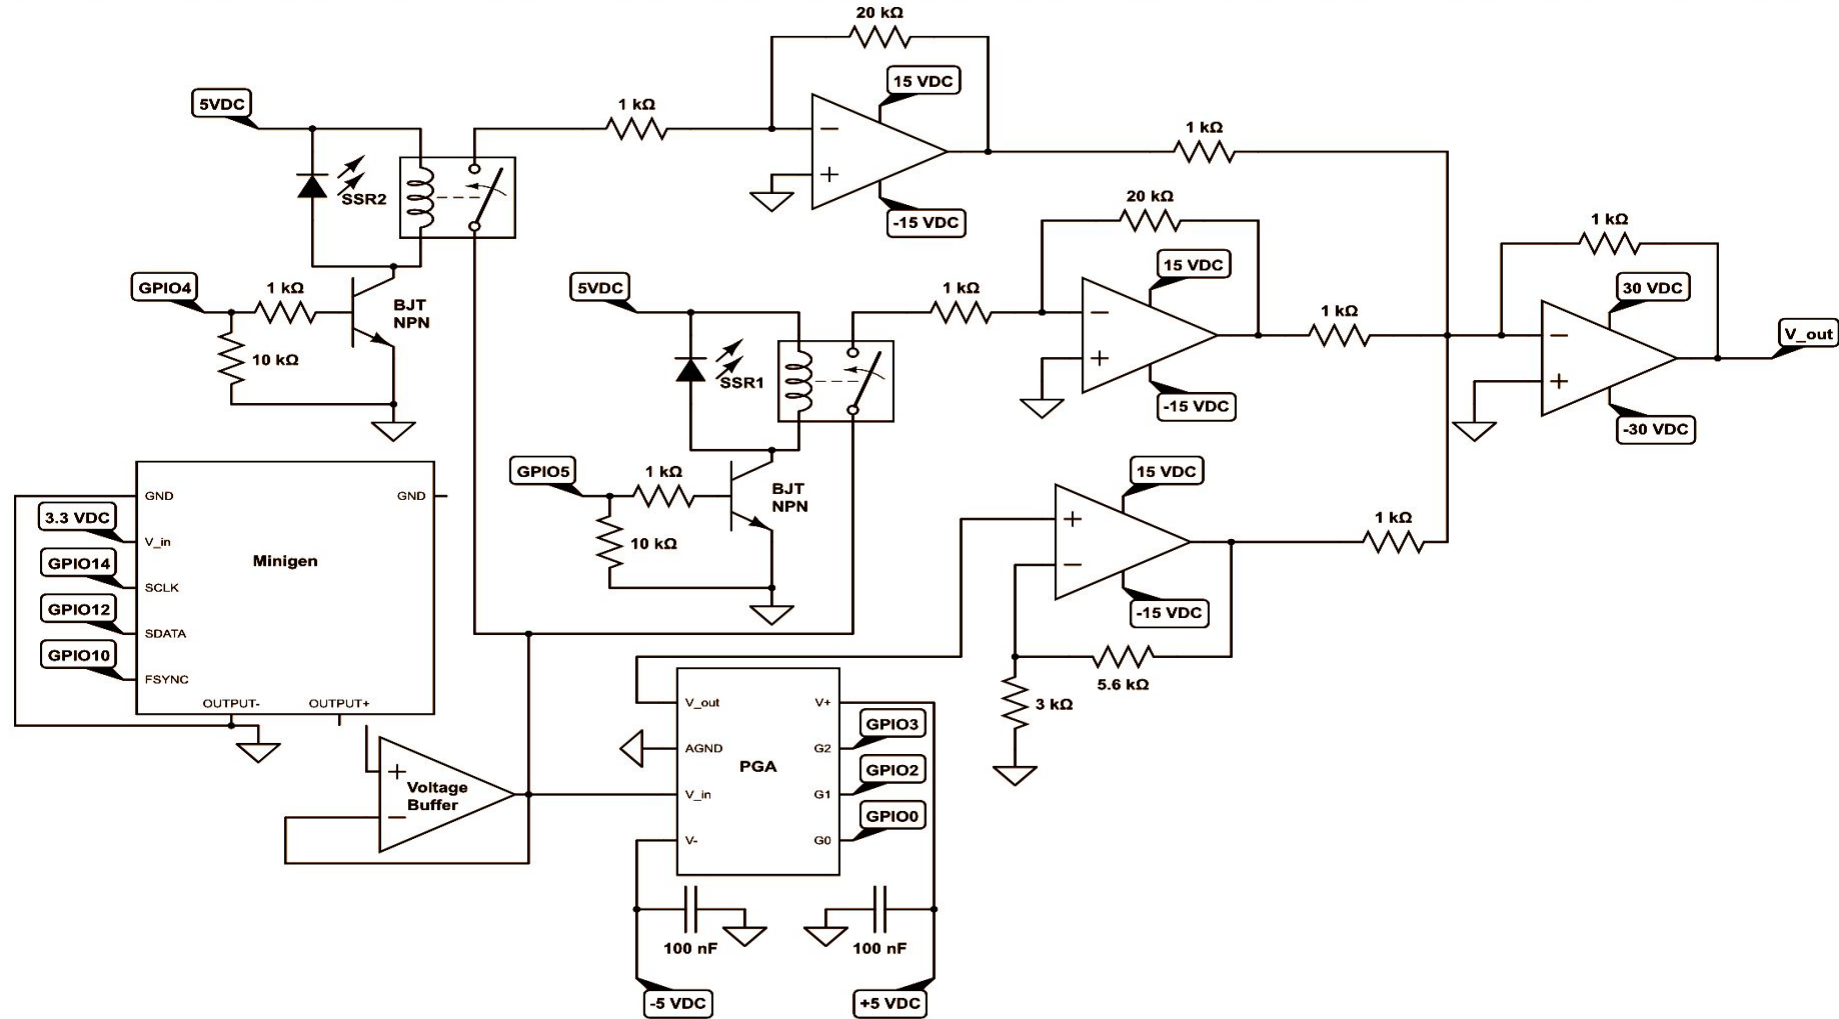 20 kΩ
15 VDC
5VDC
1 kΩ
1 kΩ
−
+
SSR2
-15 VDC
20 kΩ
1 kΩ
15 VDC
GPIO4
1 kΩ
BJT
NPN
5VDC
1 kΩ
−
1 kΩ
30 VDC
−
V_out
10 kΩ
+
SSR1
+
-15 VDC
-30 VDC
GPIO5
1 kΩ
BJT
NPN
15 VDC
1 kΩ
GND
GND
3.3 VDC
V_in
+
10 kΩ
Minigen
GPIO14
SCLK
−
-15 VDC
GPIO12
SDATA
GPIO10
FSYNC
5.6 kΩ
OUTPUT-
OUTPUT+
3 kΩ
V_out
V+
GPIO3
AGND
G2
PGA
GPIO2
+
Voltage
Buffer
−
V_in
G1
GPIO0
V-
G0
100 nF
100 nF
-5 VDC
+5 VDC